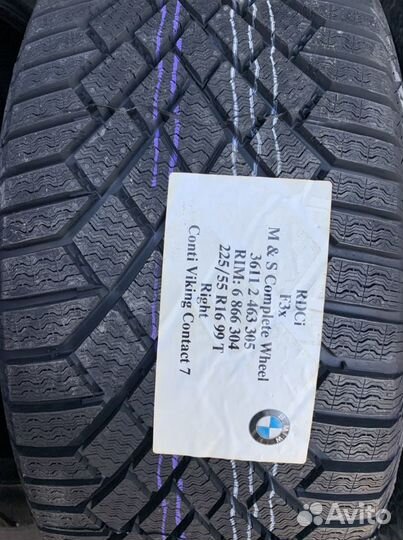 RDCi
F3x
M & S Complete Wheel
3611 2 463 305
RIM: 6 866 304
225/55 R16 99 T
Right
Conti Viking Contact 7
Avito